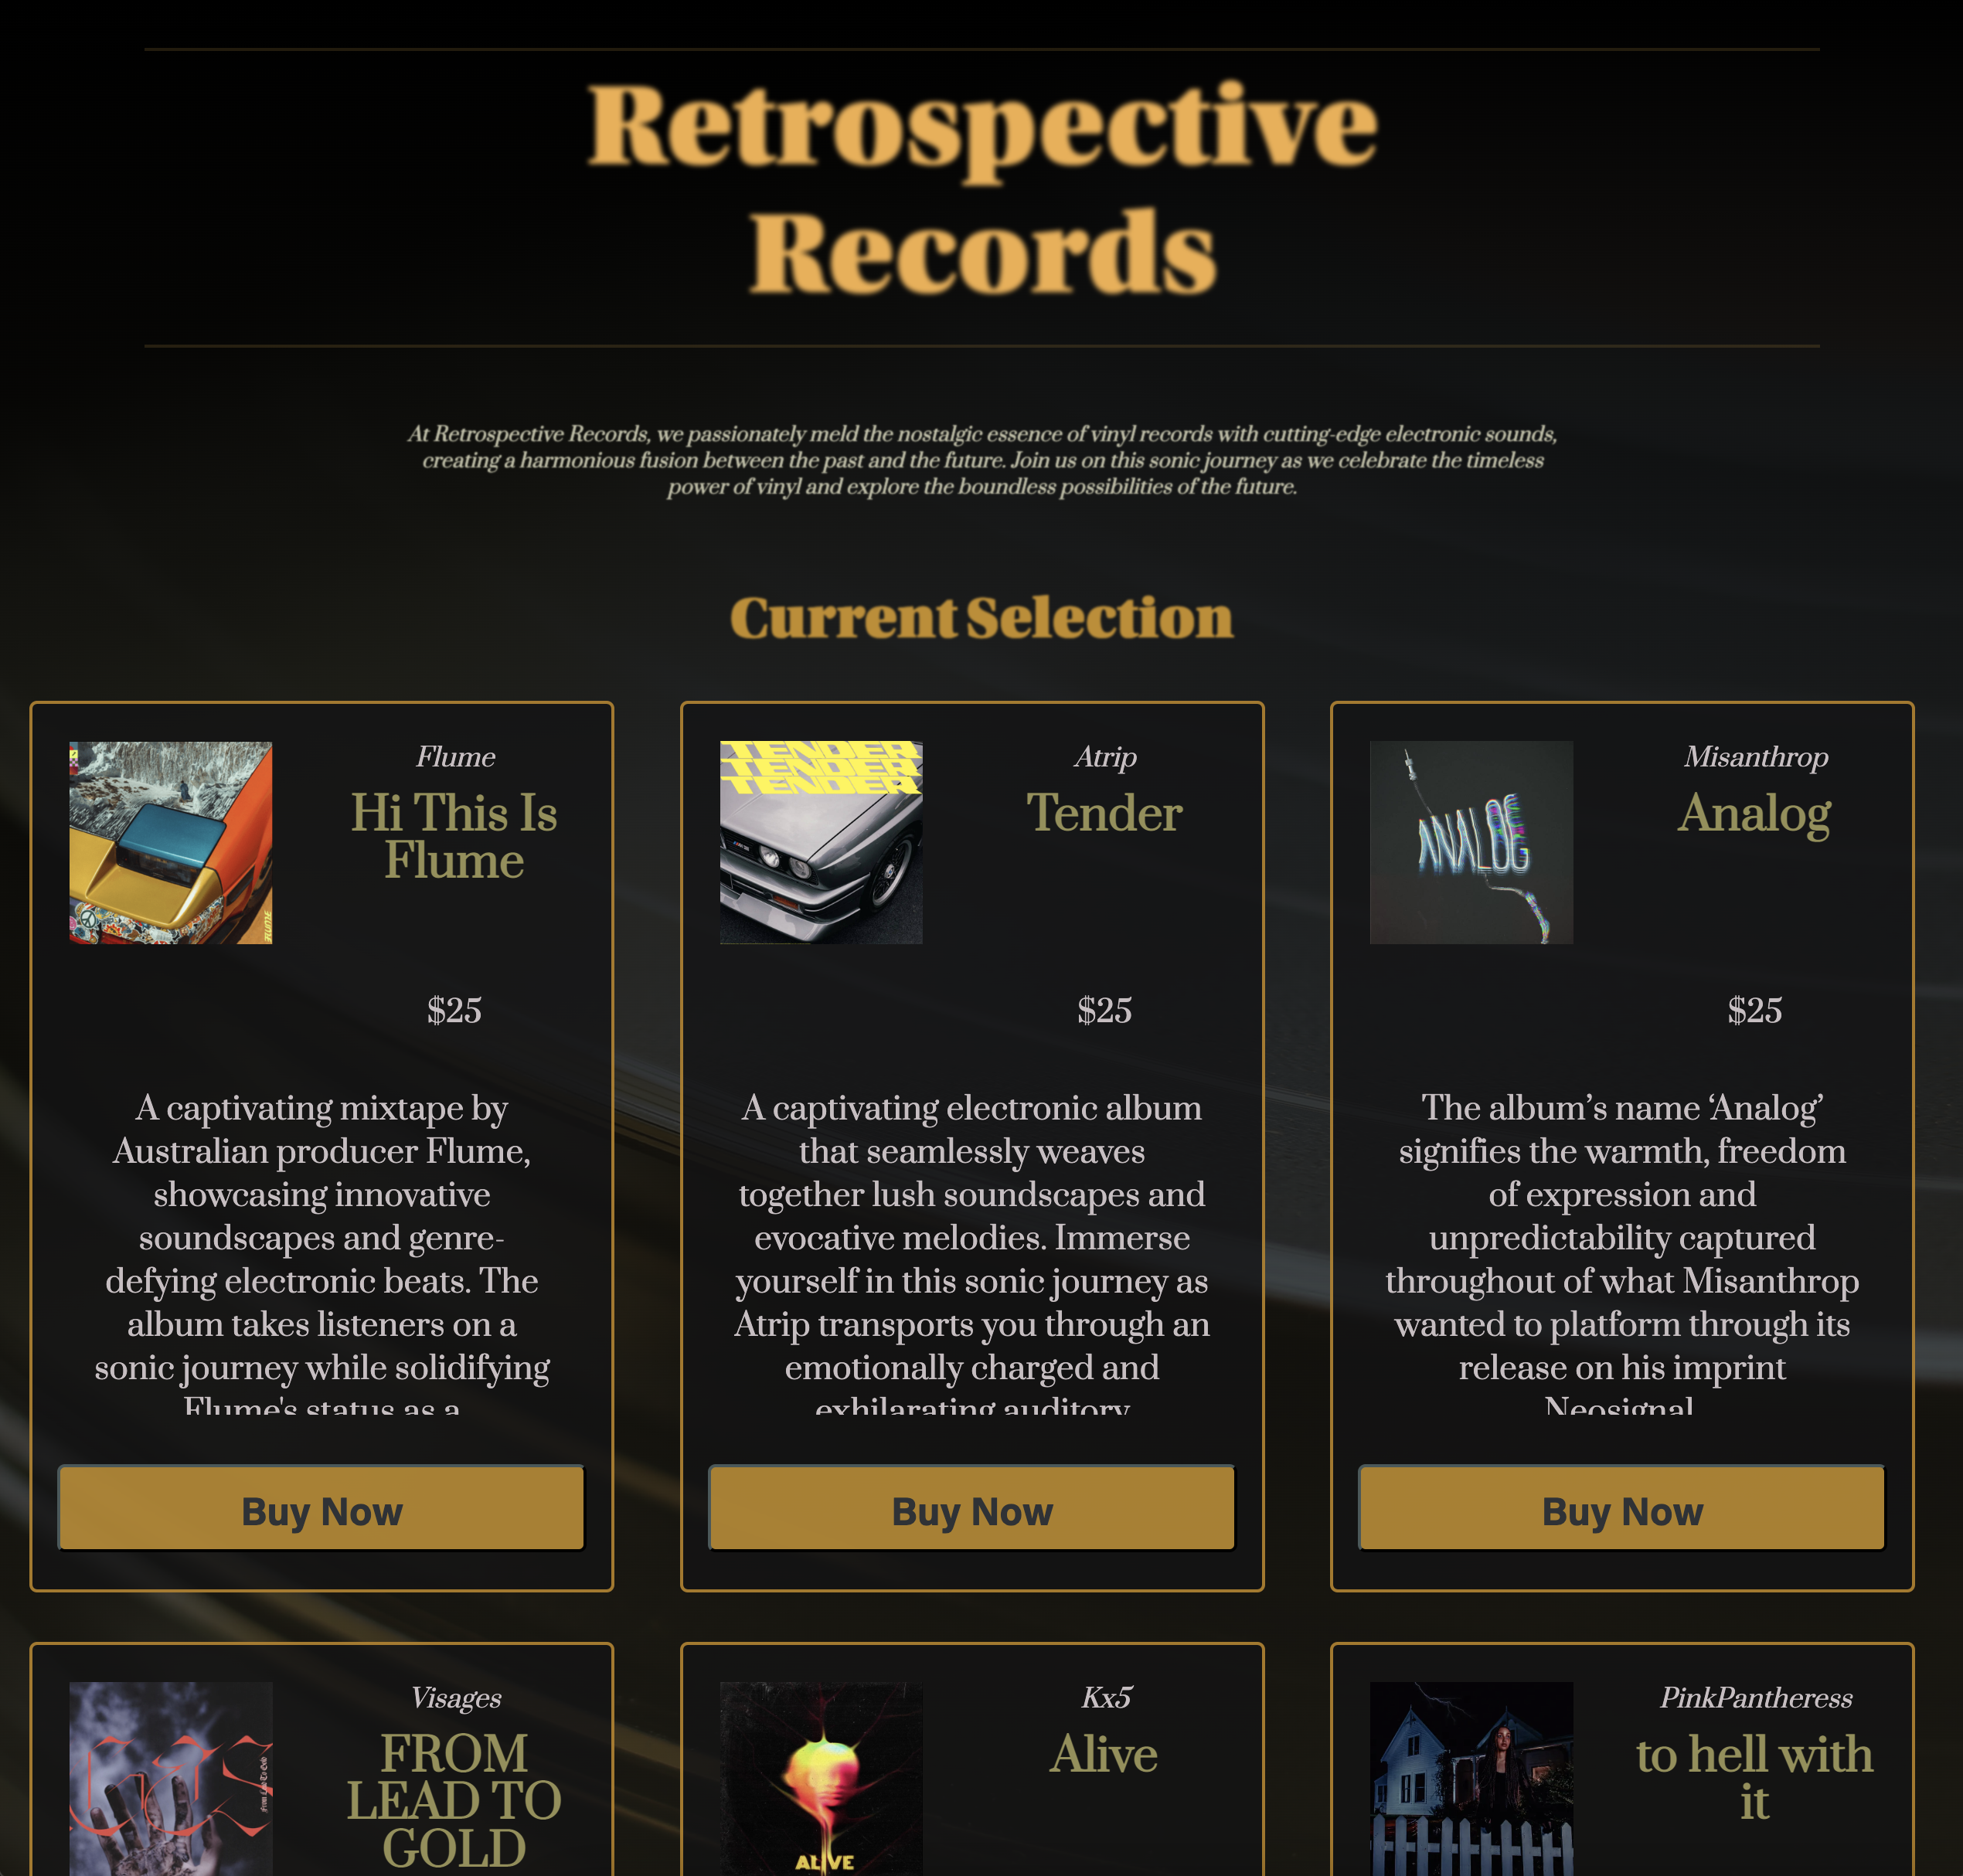 Retrospective
Records
At Retrospective Records, we passionately meld the nostalgic essence of vinyl records with cutting-edge electronic sounds,
creating a harmonious fusion between the past and the future. Join us on this sonic journey as we celebrate the timeless
power of vinyl and explore the boundless possibilities of the future.
Current Selection
FLUME
Flume
Hi This Is
Flume
$25
A captivating mixtape by
Australian producer Flume,
showcasing innovative
soundscapes and genre-
defying electronic beats. The
album takes listeners on a
sonic journey while solidifying
Flume's status as a
Buy Now
TENDER
TENDER
TENDER
Atrip
Tender
$25
A captivating electronic album
that seamlessly weaves
together lush soundscapes and
evocative melodies. Immerse
yourself in this sonic journey as
Atrip transports you through an
emotionally charged and
exhilarating auditory
Buy Now
ANALOG
Misanthrop
Analog
$25
The album’s name ‘Analog’
signifies the warmth, freedom
of expression and
unpredictability captured
throughout of what Misanthrop
wanted to platform through its
release on his imprint
Neosignal
Buy Now
From Lead To Gold
Visages
FROM
LEAD TO
GOLD
ALIVE
Kx5
Alive
PinkPantheress
to hell with
it